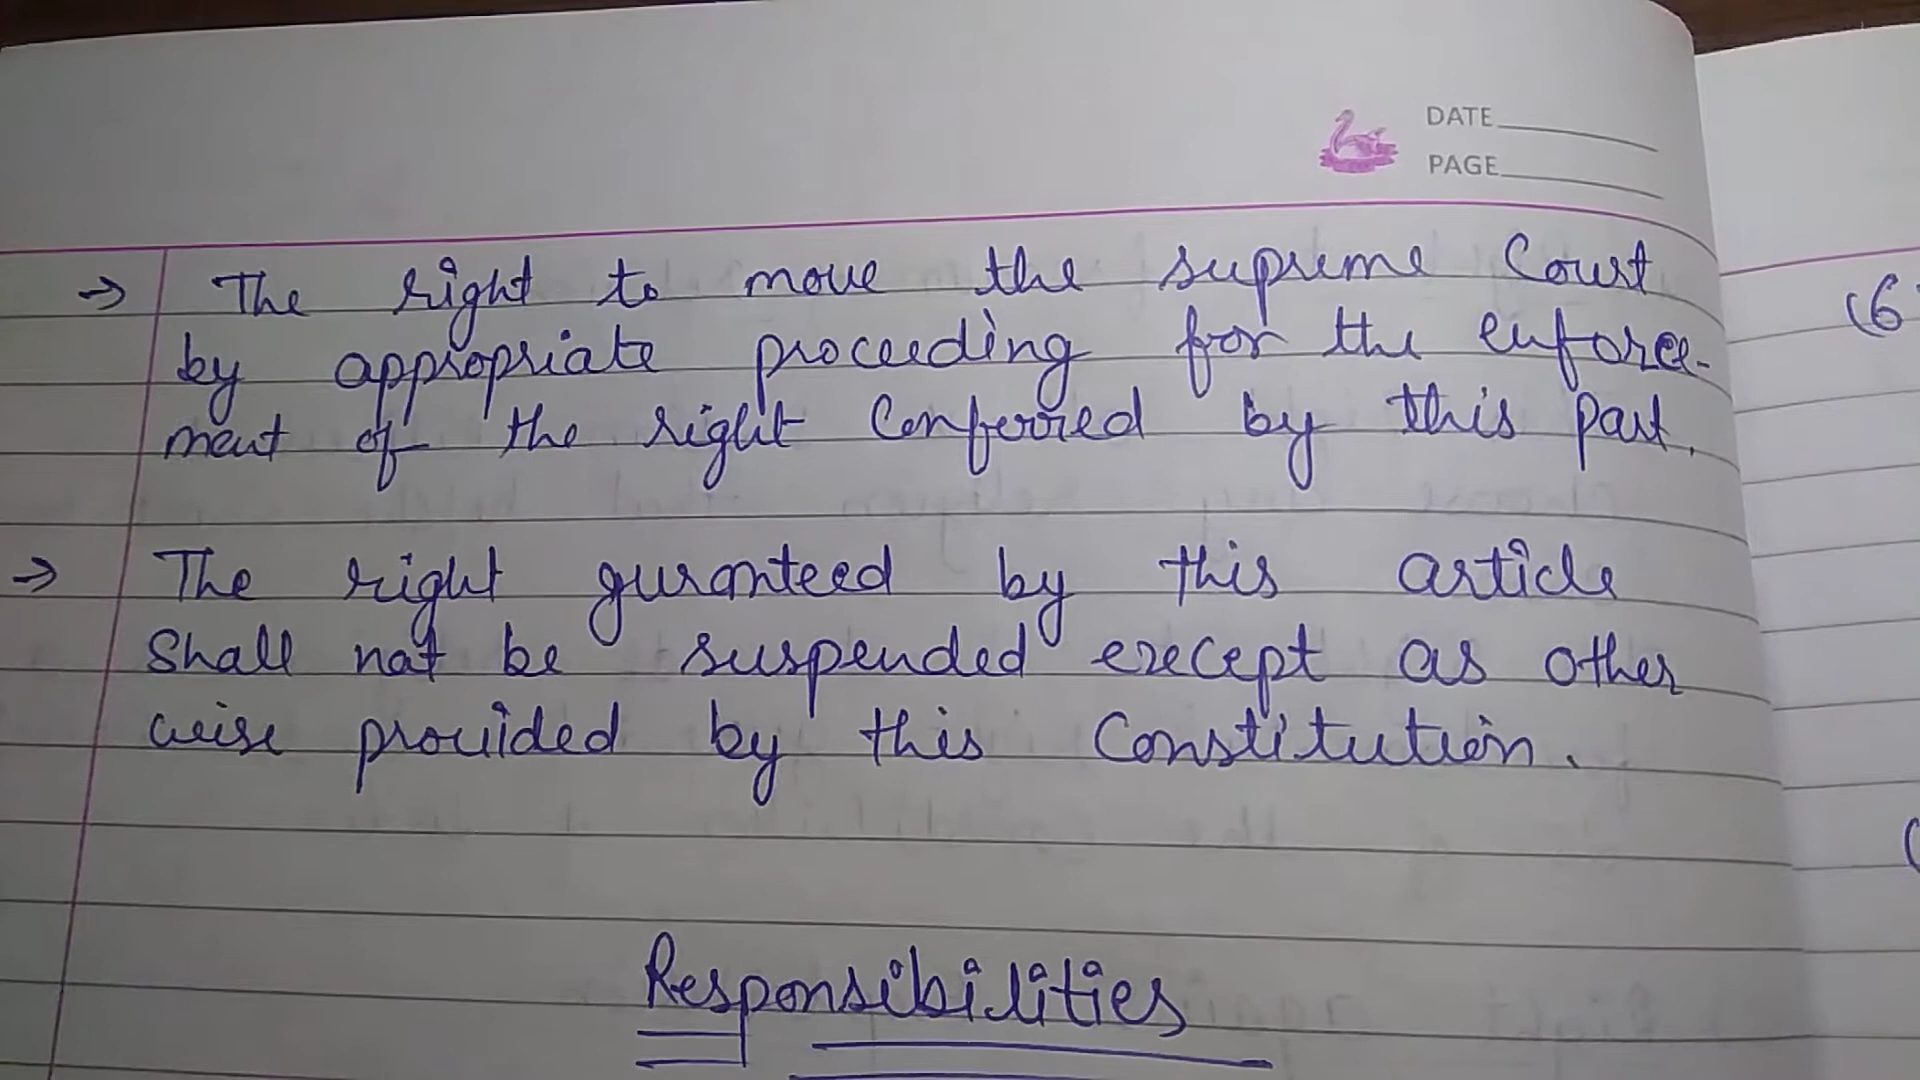 DATE
PAGE
→ The right to move the supreme Court
by appropriate proceeding for the enforce-
ment of the right Conferred by this part.
→ The right guranteed by this article
Shall not be suspended except as other
wise provided by this Constitution.
Responsibilities
(6
(